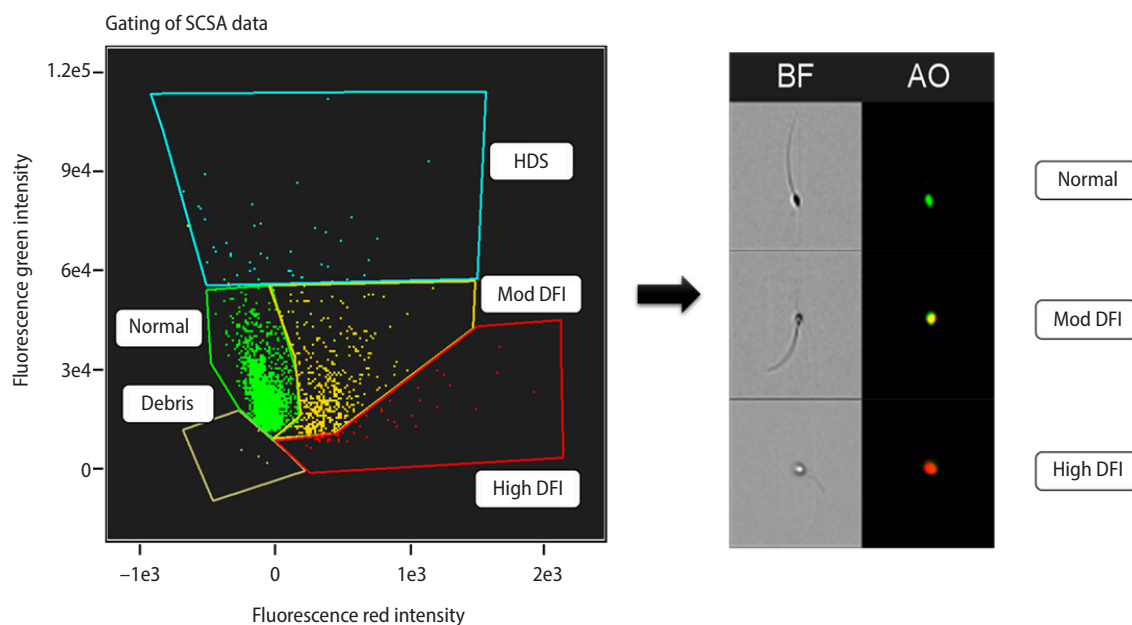 Gating of SCSA data
Fluorescence green intensity
1.2e5
9e4
6e4
3e4
0
HDS
Mod DFI
Normal
Debris
High DFI
−1e3
0
1e3
2e3
Fluorescence red intensity
BF
AO
Normal
Mod DFI
High DFI